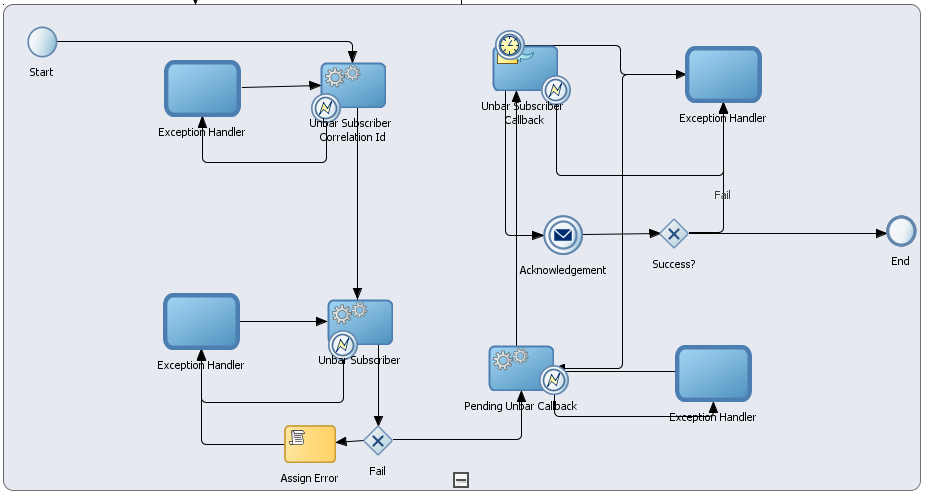 Start
Exception Handler
Unbar Subscriber
Correlation Id
Unbar Subscriber
Callback
Exception Handler
Fail
Acknowledgement
Success?
End
Exception Handler
Unbar Subscriber
Pending Unbar Callback
Exception Handler
Assign Error
Fail